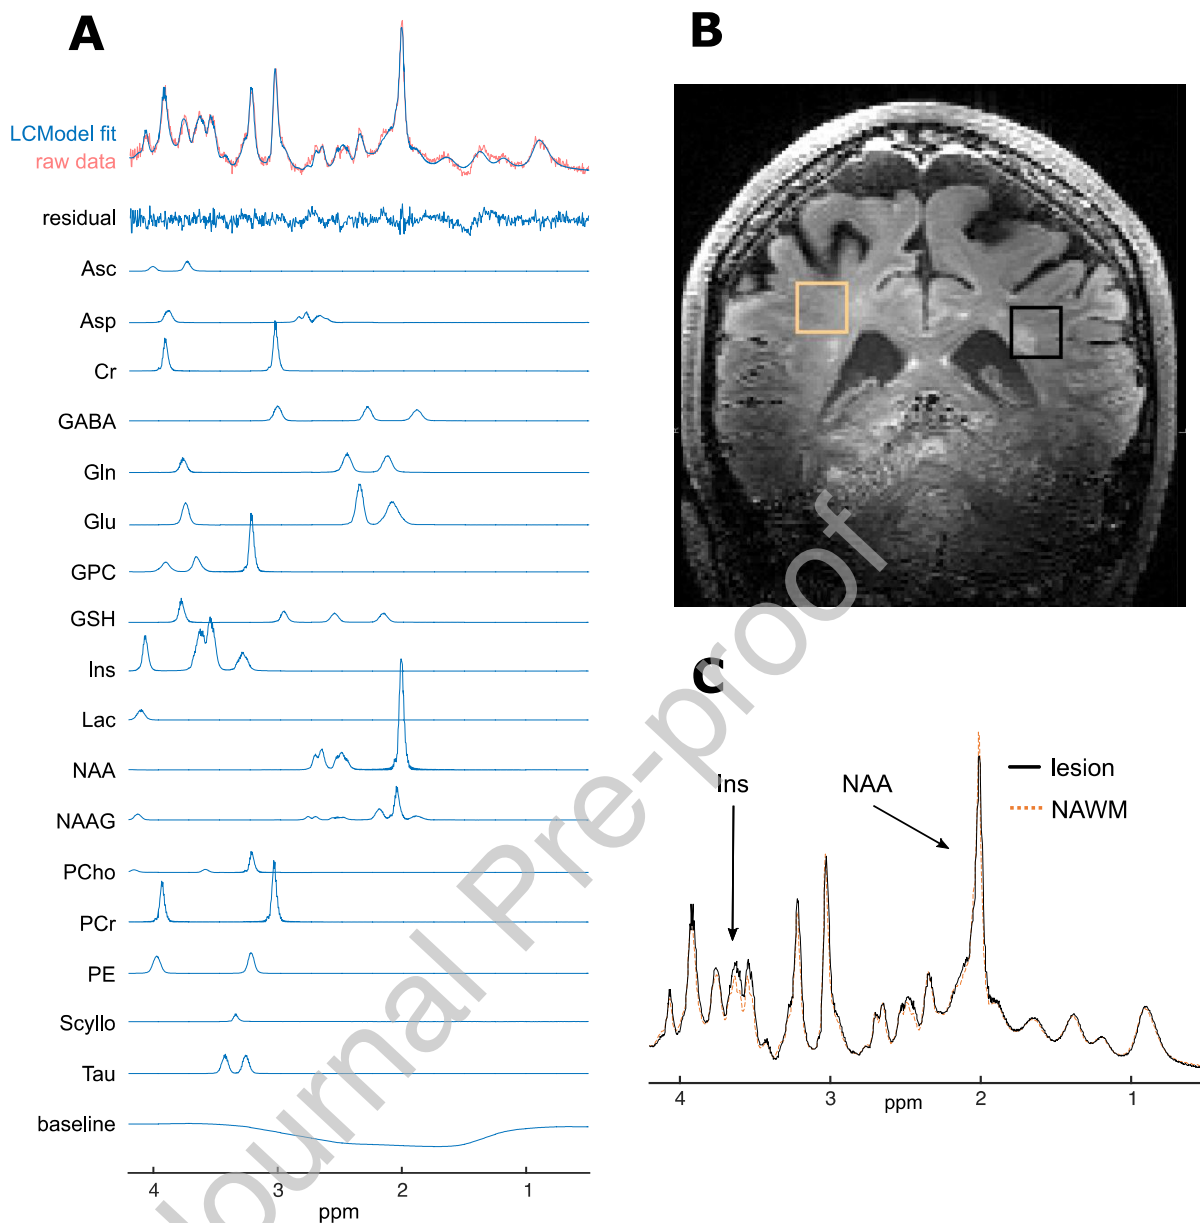 A
LCModel fit
raw data
residual
Asc
Asp
Cr
GABA
Gln
Glu
GPC
GSH
Ins
Lac
NAA
NAAG
PCho
PCr
PE
Scyllo
Tau
baseline
4 3 2 1
ppm
B
R
L
C
Ins
NAA
lesion
NAWM
4 3 2 1
ppm
Journal Pre-proof